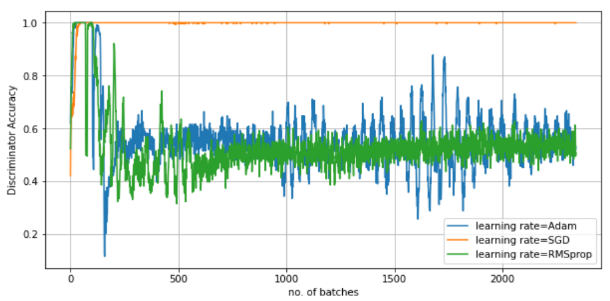 1.0
0.8
0.6
0.4
0.2
Discriminator Accuracy
0
500
1000
1500
2000
no. of batches
learning rate=Adam
learning rate=SGD
learning rate=RMSprop